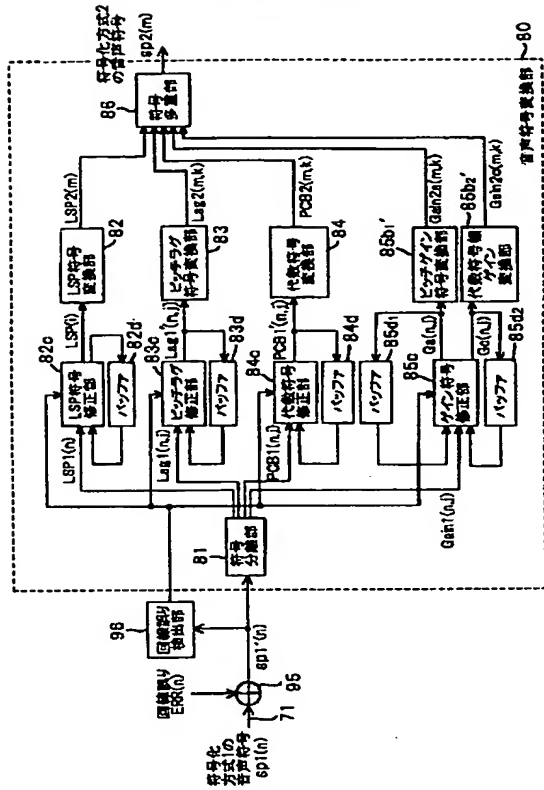 符号化
方式1の
音声符号
sp1(n)
71
95
回線誤り
ERR(n)
sp1'(n)
96
回線誤り
検出部
81
符号
分離部
LSP1(n)
Lag1(n,j)
PCB1(n,j)
Gain1(n,j)
82c
LSP符号
修正部
バッファ
82d
83c
ピッチラグ
修正部
バッファ
83d
84c
代数符号
修正部
バッファ
84d
バッファ
85d1
85c
ゲイン符号
修正部
バッファ
85d2
LSP(i)
Lag1'(n,j)
PCB1'(n,j)
Ga(n,j)
Gc(n,j)
LSP符号
変換部
82
ピッチラグ
符号変換部
83
代数符号
変換部
84
ピッチゲイン
符号変換部
85b1'
代数符号帳
ゲイン
変換部
85b2'
LSP2(m)
Lag2(m,k)
PCB2(m,k)
Gain2a(m,k)
Gain2c(m,k)
86
符号
多重部
符号化方式2
の音声符号
sp2(m)
音声符号変換部
80